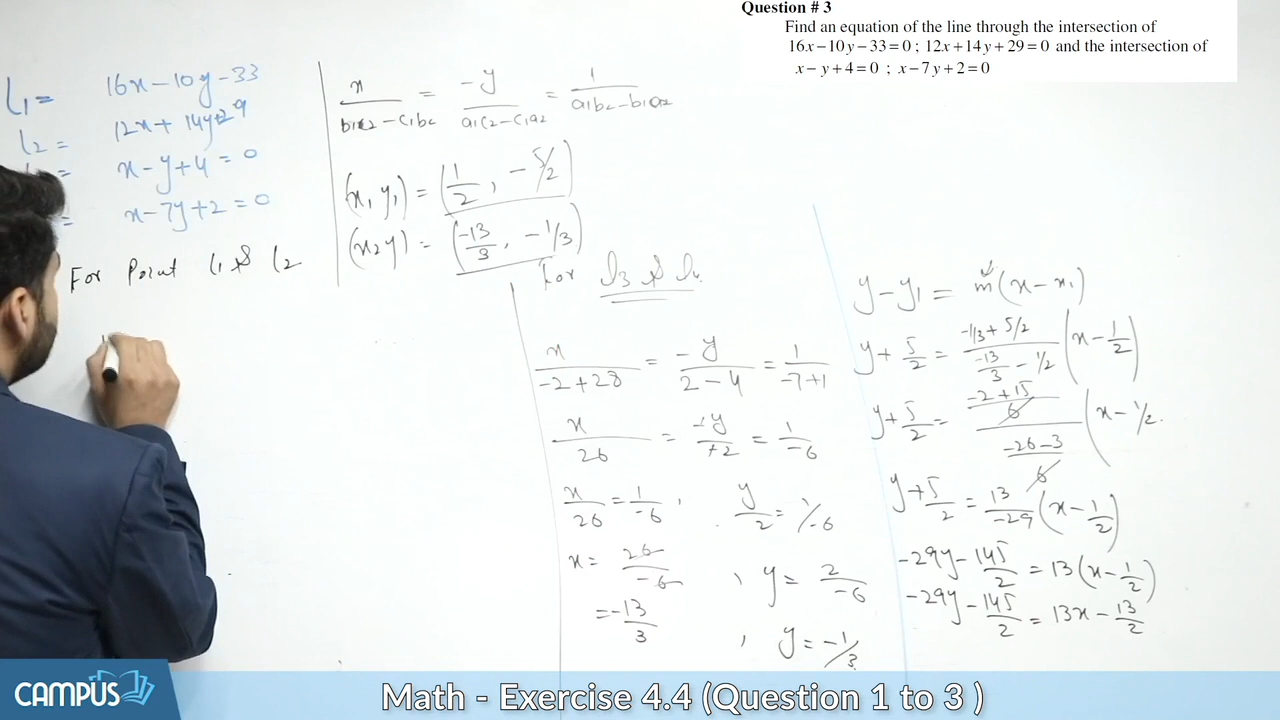 Question # 3
Find an equation of the line through the intersection of
16x−10y−33=0 ; 12x+14y+29=0 and the intersection of
x− y+4=0 ; x−7y+2=0
l₁ = 16x−10y−33
l₂ = 12x+ 14y+29
= x−y+4 = 0
= x−7y+2 = 0
For Point l₁ & l₂
x/(b₁c₂−c₁b₂) = −y/(a₁c₂−c₁a₂) = 1/(a₁b₂−b₁a₂)
(x₁ y₁) = (1/2, −5/2)
(x₂ y) = (−13/3, −1/3)
For l₃ & l₄
x/(−2+28) = −y/(2−4) = 1/(−7+1)
x/26 = −y/+2 = 1/−6
x/26 = 1/−6 , y/2 = 1/−6
x = 26/−6 , y = 2/−6
= −13/3 , y = −1/3
y−y₁ = m(x−x₁)
y+ 5/2 = (−1/3+5/2)/(−13/3 − 1/2) (x−1/2)
y+5/2 = ((−2+15)/6)/((−26−3)/6) (x−1/2.
y+5/2 = 13/−29 (x−1/2)
−29y−145/2 = 13(x−1/2)
−29y−145/2 = 13x−13/2
CAMPUS
Math - Exercise 4.4 (Question 1 to 3 )